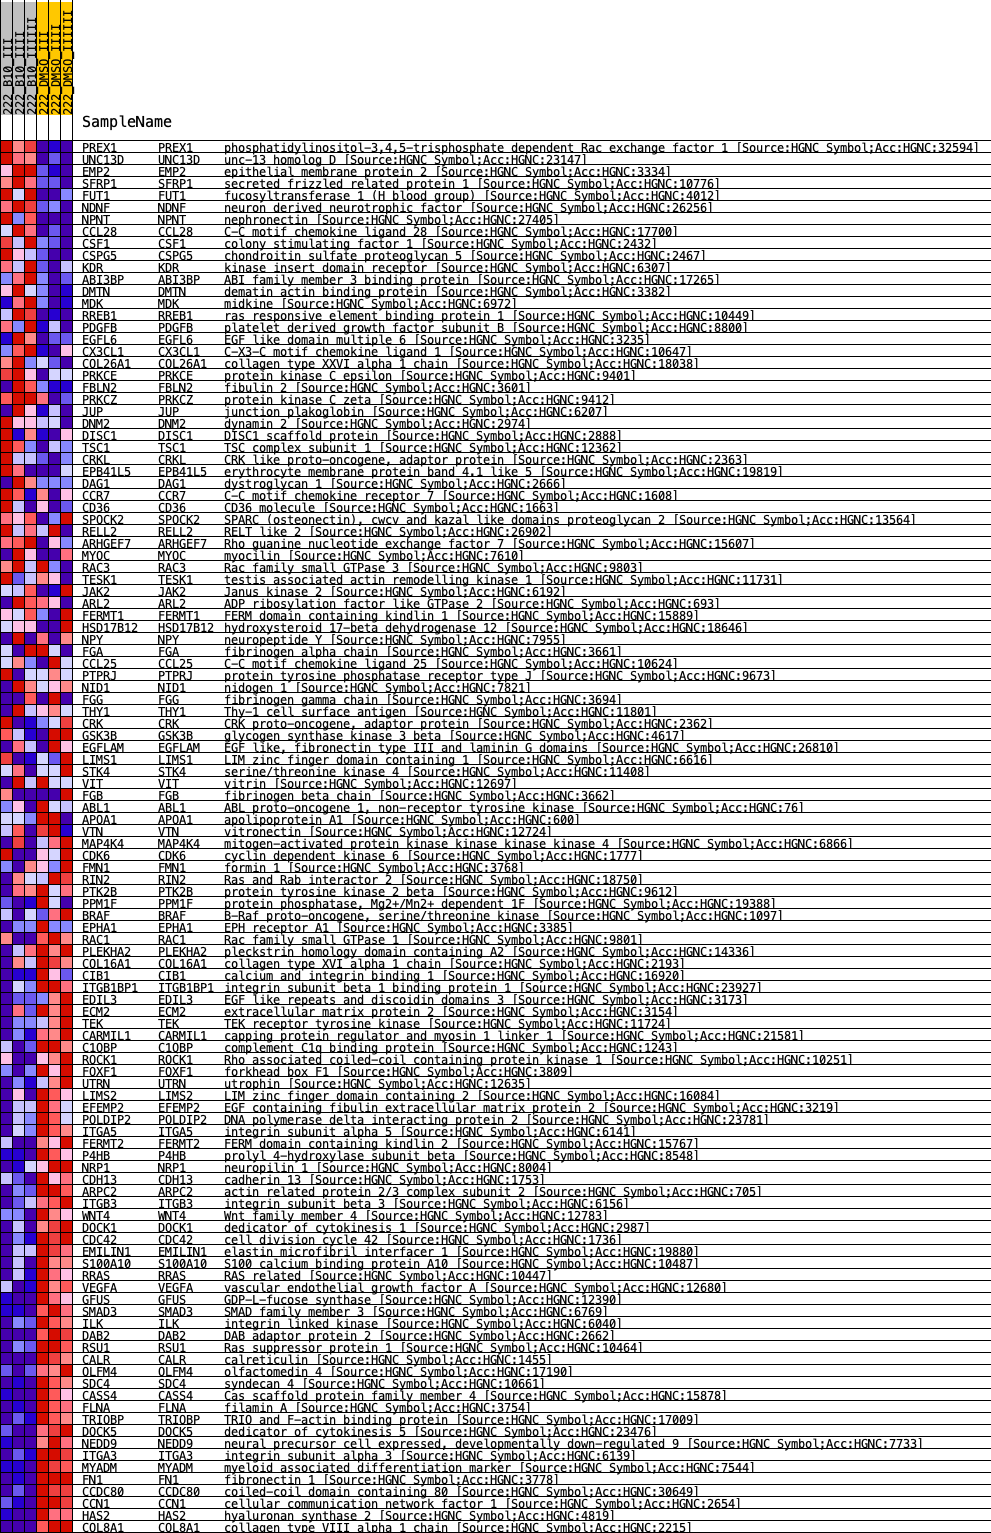 222_B10_III
222_B10_IIII
222_B10_IIIIII
222_DMSO_III
222_DMSO_IIII
222_DMSO_IIIIII
SampleName
PREX1 PREX1 phosphatidylinositol-3,4,5-trisphosphate dependent Rac exchange factor 1 [Source:HGNC Symbol;Acc:HGNC:32594]
UNC13D UNC13D unc-13 homolog D [Source:HGNC Symbol;Acc:HGNC:23147]
EMP2 EMP2 epithelial membrane protein 2 [Source:HGNC Symbol;Acc:HGNC:3334]
SFRP1 SFRP1 secreted frizzled related protein 1 [Source:HGNC Symbol;Acc:HGNC:10776]
FUT1 FUT1 fucosyltransferase 1 (H blood group) [Source:HGNC Symbol;Acc:HGNC:4012]
NDNF NDNF neuron derived neurotrophic factor [Source:HGNC Symbol;Acc:HGNC:26256]
NPNT NPNT nephronectin [Source:HGNC Symbol;Acc:HGNC:27405]
CCL28 CCL28 C-C motif chemokine ligand 28 [Source:HGNC Symbol;Acc:HGNC:17700]
CSF1 CSF1 colony stimulating factor 1 [Source:HGNC Symbol;Acc:HGNC:2432]
CSPG5 CSPG5 chondroitin sulfate proteoglycan 5 [Source:HGNC Symbol;Acc:HGNC:2467]
KDR KDR kinase insert domain receptor [Source:HGNC Symbol;Acc:HGNC:6307]
ABI3BP ABI3BP ABI family member 3 binding protein [Source:HGNC Symbol;Acc:HGNC:17265]
DMTN DMTN dematin actin binding protein [Source:HGNC Symbol;Acc:HGNC:3382]
MDK MDK midkine [Source:HGNC Symbol;Acc:HGNC:6972]
RREB1 RREB1 ras responsive element binding protein 1 [Source:HGNC Symbol;Acc:HGNC:10449]
PDGFB PDGFB platelet derived growth factor subunit B [Source:HGNC Symbol;Acc:HGNC:8800]
EGFL6 EGFL6 EGF like domain multiple 6 [Source:HGNC Symbol;Acc:HGNC:3235]
CX3CL1 CX3CL1 C-X3-C motif chemokine ligand 1 [Source:HGNC Symbol;Acc:HGNC:10647]
COL26A1 COL26A1 collagen type XXVI alpha 1 chain [Source:HGNC Symbol;Acc:HGNC:18038]
PRKCE PRKCE protein kinase C epsilon [Source:HGNC Symbol;Acc:HGNC:9401]
FBLN2 FBLN2 fibulin 2 [Source:HGNC Symbol;Acc:HGNC:3601]
PRKCZ PRKCZ protein kinase C zeta [Source:HGNC Symbol;Acc:HGNC:9412]
JUP JUP junction plakoglobin [Source:HGNC Symbol;Acc:HGNC:6207]
DNM2 DNM2 dynamin 2 [Source:HGNC Symbol;Acc:HGNC:2974]
DISC1 DISC1 DISC1 scaffold protein [Source:HGNC Symbol;Acc:HGNC:2888]
TSC1 TSC1 TSC complex subunit 1 [Source:HGNC Symbol;Acc:HGNC:12362]
CRKL CRKL CRK like proto-oncogene, adaptor protein [Source:HGNC Symbol;Acc:HGNC:2363]
EPB41L5 EPB41L5 erythrocyte membrane protein band 4.1 like 5 [Source:HGNC Symbol;Acc:HGNC:19819]
DAG1 DAG1 dystroglycan 1 [Source:HGNC Symbol;Acc:HGNC:2666]
CCR7 CCR7 C-C motif chemokine receptor 7 [Source:HGNC Symbol;Acc:HGNC:1608]
CD36 CD36 CD36 molecule [Source:HGNC Symbol;Acc:HGNC:1663]
SPOCK2 SPOCK2 SPARC (osteonectin), cwcv and kazal like domains proteoglycan 2 [Source:HGNC Symbol;Acc:HGNC:13564]
RELL2 RELL2 RELT like 2 [Source:HGNC Symbol;Acc:HGNC:26902]
ARHGEF7 ARHGEF7 Rho guanine nucleotide exchange factor 7 [Source:HGNC Symbol;Acc:HGNC:15607]
MYOC MYOC myocilin [Source:HGNC Symbol;Acc:HGNC:7610]
RAC3 RAC3 Rac family small GTPase 3 [Source:HGNC Symbol;Acc:HGNC:9803]
TESK1 TESK1 testis associated actin remodelling kinase 1 [Source:HGNC Symbol;Acc:HGNC:11731]
JAK2 JAK2 Janus kinase 2 [Source:HGNC Symbol;Acc:HGNC:6192]
ARL2 ARL2 ADP ribosylation factor like GTPase 2 [Source:HGNC Symbol;Acc:HGNC:693]
FERMT1 FERMT1 FERM domain containing kindlin 1 [Source:HGNC Symbol;Acc:HGNC:15889]
HSD17B12 HSD17B12 hydroxysteroid 17-beta dehydrogenase 12 [Source:HGNC Symbol;Acc:HGNC:18646]
NPY NPY neuropeptide Y [Source:HGNC Symbol;Acc:HGNC:7955]
FGA FGA fibrinogen alpha chain [Source:HGNC Symbol;Acc:HGNC:3661]
CCL25 CCL25 C-C motif chemokine ligand 25 [Source:HGNC Symbol;Acc:HGNC:10624]
PTPRJ PTPRJ protein tyrosine phosphatase receptor type J [Source:HGNC Symbol;Acc:HGNC:9673]
NID1 NID1 nidogen 1 [Source:HGNC Symbol;Acc:HGNC:7821]
FGG FGG fibrinogen gamma chain [Source:HGNC Symbol;Acc:HGNC:3694]
THY1 THY1 Thy-1 cell surface antigen [Source:HGNC Symbol;Acc:HGNC:11801]
CRK CRK CRK proto-oncogene, adaptor protein [Source:HGNC Symbol;Acc:HGNC:2362]
GSK3B GSK3B glycogen synthase kinase 3 beta [Source:HGNC Symbol;Acc:HGNC:4617]
EGFLAM EGFLAM EGF like, fibronectin type III and laminin G domains [Source:HGNC Symbol;Acc:HGNC:26810]
LIMS1 LIMS1 LIM zinc finger domain containing 1 [Source:HGNC Symbol;Acc:HGNC:6616]
STK4 STK4 serine/threonine kinase 4 [Source:HGNC Symbol;Acc:HGNC:11408]
VIT VIT vitrin [Source:HGNC Symbol;Acc:HGNC:12697]
FGB FGB fibrinogen beta chain [Source:HGNC Symbol;Acc:HGNC:3662]
ABL1 ABL1 ABL proto-oncogene 1, non-receptor tyrosine kinase [Source:HGNC Symbol;Acc:HGNC:76]
APOA1 APOA1 apolipoprotein A1 [Source:HGNC Symbol;Acc:HGNC:600]
VTN VTN vitronectin [Source:HGNC Symbol;Acc:HGNC:12724]
MAP4K4 MAP4K4 mitogen-activated protein kinase kinase kinase kinase 4 [Source:HGNC Symbol;Acc:HGNC:6866]
CDK6 CDK6 cyclin dependent kinase 6 [Source:HGNC Symbol;Acc:HGNC:1777]
FMN1 FMN1 formin 1 [Source:HGNC Symbol;Acc:HGNC:3768]
RIN2 RIN2 Ras and Rab interactor 2 [Source:HGNC Symbol;Acc:HGNC:18750]
PTK2B PTK2B protein tyrosine kinase 2 beta [Source:HGNC Symbol;Acc:HGNC:9612]
PPM1F PPM1F protein phosphatase, Mg2+/Mn2+ dependent 1F [Source:HGNC Symbol;Acc:HGNC:19388]
BRAF BRAF B-Raf proto-oncogene, serine/threonine kinase [Source:HGNC Symbol;Acc:HGNC:1097]
EPHA1 EPHA1 EPH receptor A1 [Source:HGNC Symbol;Acc:HGNC:3385]
RAC1 RAC1 Rac family small GTPase 1 [Source:HGNC Symbol;Acc:HGNC:9801]
PLEKHA2 PLEKHA2 pleckstrin homology domain containing A2 [Source:HGNC Symbol;Acc:HGNC:14336]
COL16A1 COL16A1 collagen type XVI alpha 1 chain [Source:HGNC Symbol;Acc:HGNC:2193]
CIB1 CIB1 calcium and integrin binding 1 [Source:HGNC Symbol;Acc:HGNC:16920]
ITGB1BP1 ITGB1BP1 integrin subunit beta 1 binding protein 1 [Source:HGNC Symbol;Acc:HGNC:23927]
EDIL3 EDIL3 EGF like repeats and discoidin domains 3 [Source:HGNC Symbol;Acc:HGNC:3173]
ECM2 ECM2 extracellular matrix protein 2 [Source:HGNC Symbol;Acc:HGNC:3154]
TEK TEK TEK receptor tyrosine kinase [Source:HGNC Symbol;Acc:HGNC:11724]
CARMIL1 CARMIL1 capping protein regulator and myosin 1 linker 1 [Source:HGNC Symbol;Acc:HGNC:21581]
C1QBP C1QBP complement C1q binding protein [Source:HGNC Symbol;Acc:HGNC:1243]
ROCK1 ROCK1 Rho associated coiled-coil containing protein kinase 1 [Source:HGNC Symbol;Acc:HGNC:10251]
FOXF1 FOXF1 forkhead box F1 [Source:HGNC Symbol;Acc:HGNC:3809]
UTRN UTRN utrophin [Source:HGNC Symbol;Acc:HGNC:12635]
LIMS2 LIMS2 LIM zinc finger domain containing 2 [Source:HGNC Symbol;Acc:HGNC:16084]
EFEMP2 EFEMP2 EGF containing fibulin extracellular matrix protein 2 [Source:HGNC Symbol;Acc:HGNC:3219]
POLDIP2 POLDIP2 DNA polymerase delta interacting protein 2 [Source:HGNC Symbol;Acc:HGNC:23781]
ITGA5 ITGA5 integrin subunit alpha 5 [Source:HGNC Symbol;Acc:HGNC:6141]
FERMT2 FERMT2 FERM domain containing kindlin 2 [Source:HGNC Symbol;Acc:HGNC:15767]
P4HB P4HB prolyl 4-hydroxylase subunit beta [Source:HGNC Symbol;Acc:HGNC:8548]
NRP1 NRP1 neuropilin 1 [Source:HGNC Symbol;Acc:HGNC:8004]
CDH13 CDH13 cadherin 13 [Source:HGNC Symbol;Acc:HGNC:1753]
ARPC2 ARPC2 actin related protein 2/3 complex subunit 2 [Source:HGNC Symbol;Acc:HGNC:705]
ITGB3 ITGB3 integrin subunit beta 3 [Source:HGNC Symbol;Acc:HGNC:6156]
WNT4 WNT4 Wnt family member 4 [Source:HGNC Symbol;Acc:HGNC:12783]
DOCK1 DOCK1 dedicator of cytokinesis 1 [Source:HGNC Symbol;Acc:HGNC:2987]
CDC42 CDC42 cell division cycle 42 [Source:HGNC Symbol;Acc:HGNC:1736]
EMILIN1 EMILIN1 elastin microfibril interfacer 1 [Source:HGNC Symbol;Acc:HGNC:19880]
S100A10 S100A10 S100 calcium binding protein A10 [Source:HGNC Symbol;Acc:HGNC:10487]
RRAS RRAS RAS related [Source:HGNC Symbol;Acc:HGNC:10447]
VEGFA VEGFA vascular endothelial growth factor A [Source:HGNC Symbol;Acc:HGNC:12680]
GFUS GFUS GDP-L-fucose synthase [Source:HGNC Symbol;Acc:HGNC:12390]
SMAD3 SMAD3 SMAD family member 3 [Source:HGNC Symbol;Acc:HGNC:6769]
ILK ILK integrin linked kinase [Source:HGNC Symbol;Acc:HGNC:6040]
DAB2 DAB2 DAB adaptor protein 2 [Source:HGNC Symbol;Acc:HGNC:2662]
RSU1 RSU1 Ras suppressor protein 1 [Source:HGNC Symbol;Acc:HGNC:10464]
CALR CALR calreticulin [Source:HGNC Symbol;Acc:HGNC:1455]
OLFM4 OLFM4 olfactomedin 4 [Source:HGNC Symbol;Acc:HGNC:17190]
SDC4 SDC4 syndecan 4 [Source:HGNC Symbol;Acc:HGNC:10661]
CASS4 CASS4 Cas scaffold protein family member 4 [Source:HGNC Symbol;Acc:HGNC:15878]
FLNA FLNA filamin A [Source:HGNC Symbol;Acc:HGNC:3754]
TRIOBP TRIOBP TRIO and F-actin binding protein [Source:HGNC Symbol;Acc:HGNC:17009]
DOCK5 DOCK5 dedicator of cytokinesis 5 [Source:HGNC Symbol;Acc:HGNC:23476]
NEDD9 NEDD9 neural precursor cell expressed, developmentally down-regulated 9 [Source:HGNC Symbol;Acc:HGNC:7733]
ITGA3 ITGA3 integrin subunit alpha 3 [Source:HGNC Symbol;Acc:HGNC:6139]
MYADM MYADM myeloid associated differentiation marker [Source:HGNC Symbol;Acc:HGNC:7544]
FN1 FN1 fibronectin 1 [Source:HGNC Symbol;Acc:HGNC:3778]
CCDC80 CCDC80 coiled-coil domain containing 80 [Source:HGNC Symbol;Acc:HGNC:30649]
CCN1 CCN1 cellular communication network factor 1 [Source:HGNC Symbol;Acc:HGNC:2654]
HAS2 HAS2 hyaluronan synthase 2 [Source:HGNC Symbol;Acc:HGNC:4819]
COL8A1 COL8A1 collagen type VIII alpha 1 chain [Source:HGNC Symbol;Acc:HGNC:2215]